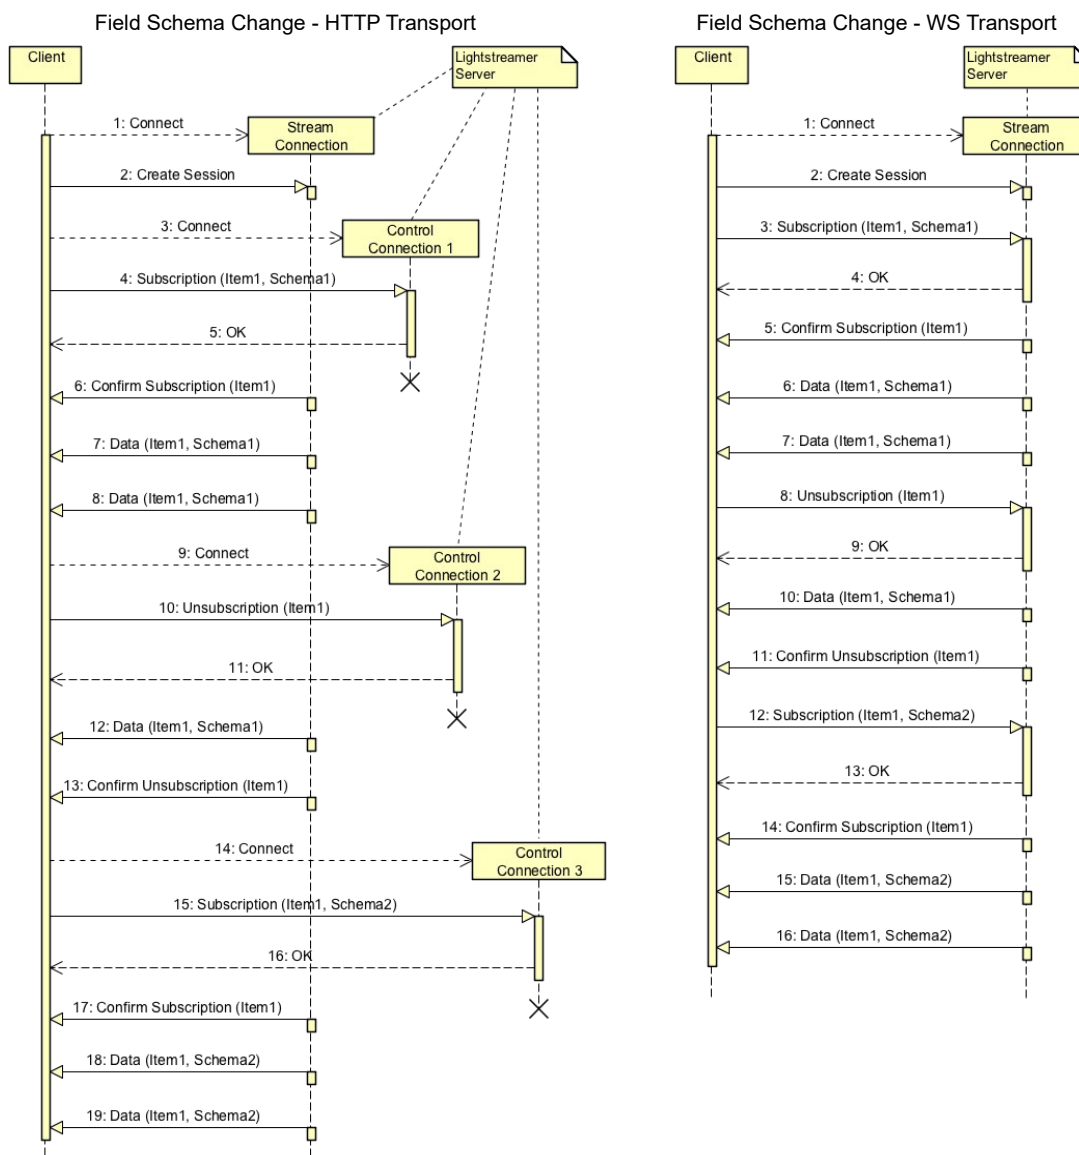 Field Schema Change - HTTP Transport
Client
Lightstreamer
Server
1: Connect
Stream
Connection
2: Create Session
3: Connect
Control
Connection 1
4: Subscription (Item1, Schema1)
5: OK
6: Confirm Subscription (Item1)
7: Data (Item1, Schema1)
8: Data (Item1, Schema1)
9: Connect
Control
Connection 2
10: Unsubscription (Item1)
11: OK
12: Data (Item1, Schema1)
13: Confirm Unsubscription (Item1)
14: Connect
Control
Connection 3
15: Subscription (Item1, Schema2)
16: OK
17: Confirm Subscription (Item1)
18: Data (Item1, Schema2)
19: Data (Item1, Schema2)
Field Schema Change - WS Transport
Client
Lightstreamer
Server
1: Connect
Stream
Connection
2: Create Session
3: Subscription (Item1, Schema1)
4: OK
5: Confirm Subscription (Item1)
6: Data (Item1, Schema1)
7: Data (Item1, Schema1)
8: Unsubscription (Item1)
9: OK
10: Data (Item1, Schema1)
11: Confirm Unsubscription (Item1)
12: Subscription (Item1, Schema2)
13: OK
14: Confirm Subscription (Item1)
15: Data (Item1, Schema2)
16: Data (Item1, Schema2)